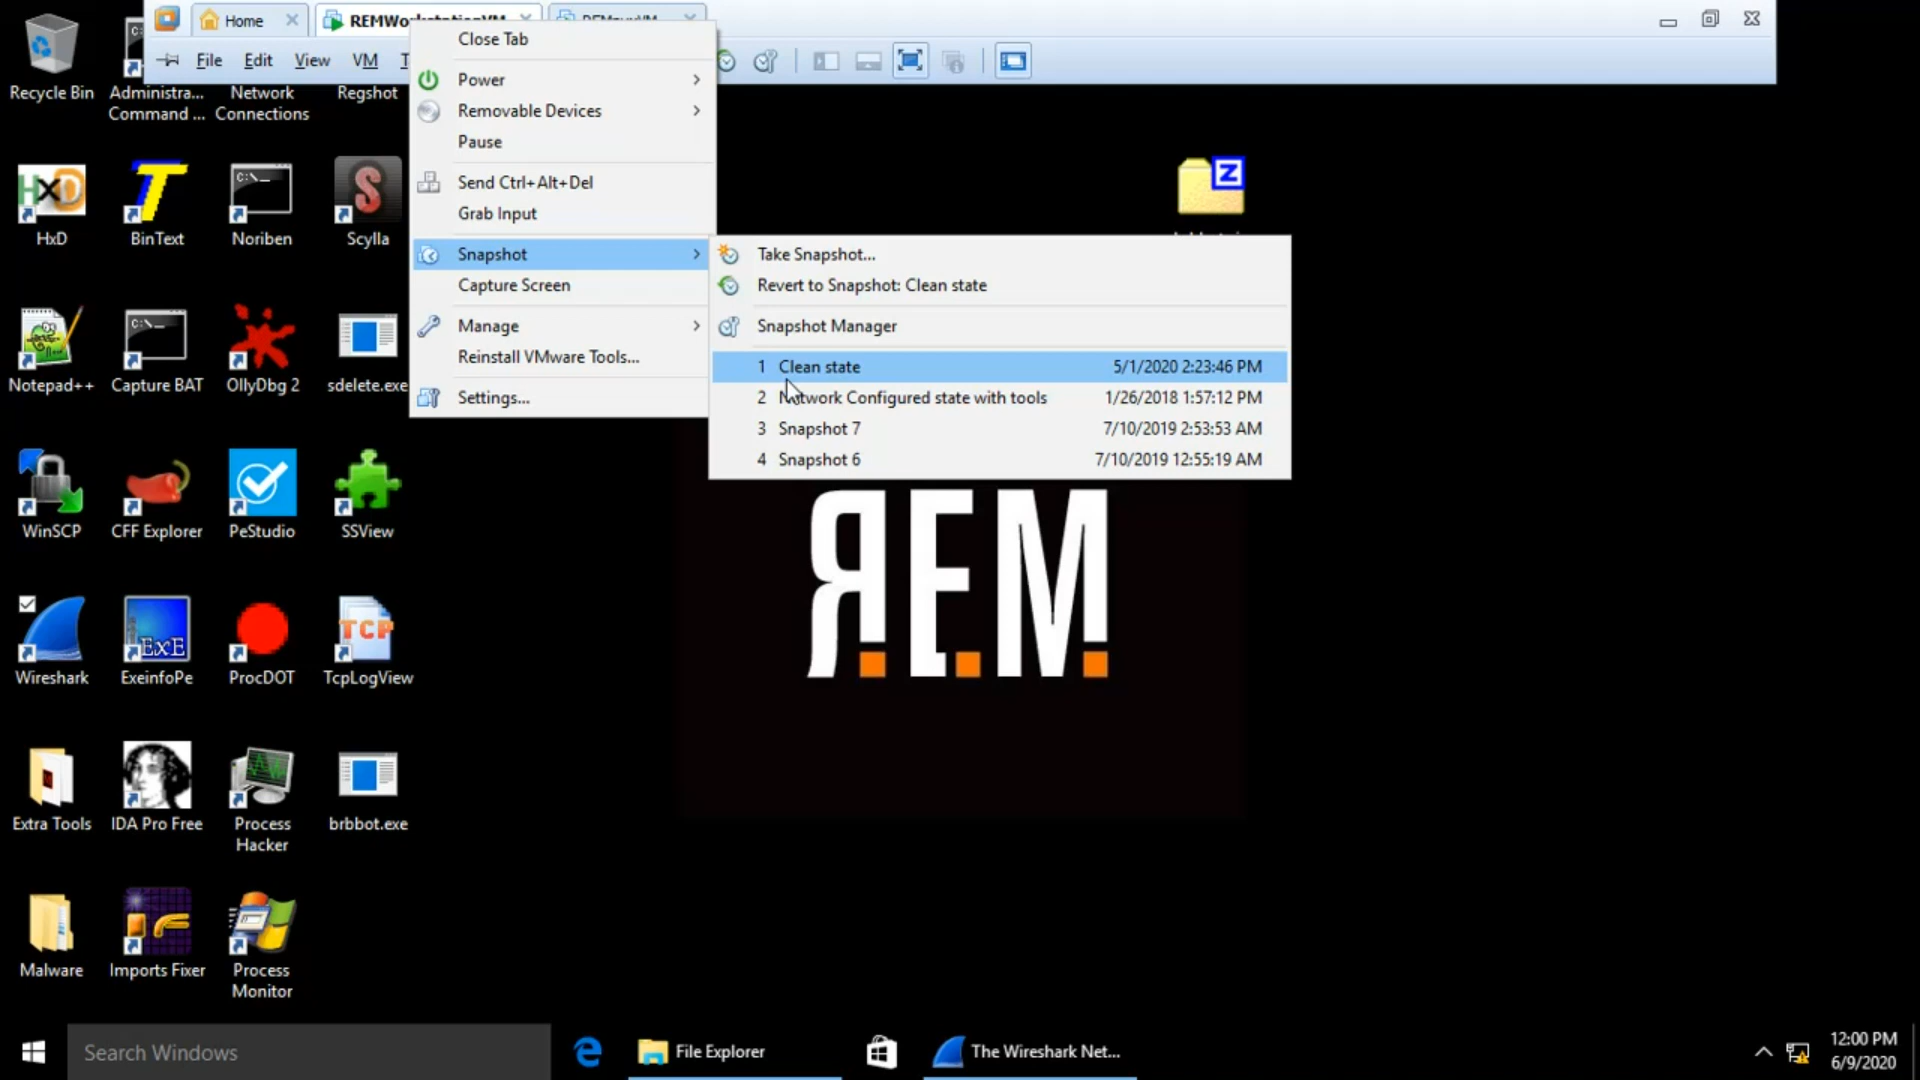 Home
REMWorkstationVM
File Edit View VM
Close Tab
Power
Removable Devices
Pause
Send Ctrl+Alt+Del
Grab Input
Snapshot
Capture Screen
Manage
Reinstall VMware Tools...
Settings...
Take Snapshot...
Revert to Snapshot: Clean state
Snapshot Manager
1 Clean state 5/1/2020 2:23:46 PM
2 Network Configured state with tools 1/26/2018 1:57:12 PM
3 Snapshot 7 7/10/2019 2:53:53 AM
4 Snapshot 6 7/10/2019 12:55:19 AM
Recycle Bin
Administra...
Command ...
Network
Connections
Regshot
HxD
BinText
Noriben
Scylla
Notepad++
Capture BAT
OllyDbg 2
sdelete.exe
WinSCP
CFF Explorer
PeStudio
SSView
Wireshark
ExeinfoPe
ProcDOT
TCP
TcpLogView
Extra Tools
IDA Pro Free
Process
Hacker
brbbot.exe
Malware
Imports Fixer
Process
Monitor
REM
Search Windows
File Explorer
The Wireshark Net...
12:00 PM
6/9/2020